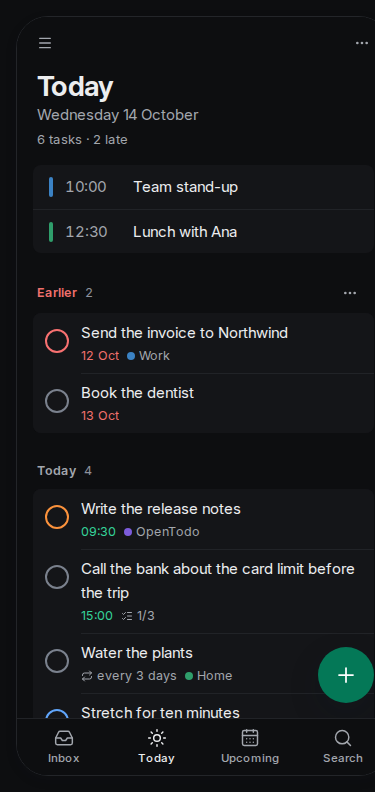 Today
Wednesday 14 October
6 tasks · 2 late
10:00 Team stand-up
12:30 Lunch with Ana
Earlier 2
Send the invoice to Northwind
12 Oct Work
Book the dentist
13 Oct
Today 4
Write the release notes
09:30 OpenTodo
Call the bank about the card limit before
the trip
15:00 1/3
Water the plants
every 3 days Home
Stretch for ten minutes
Inbox Today Upcoming Search